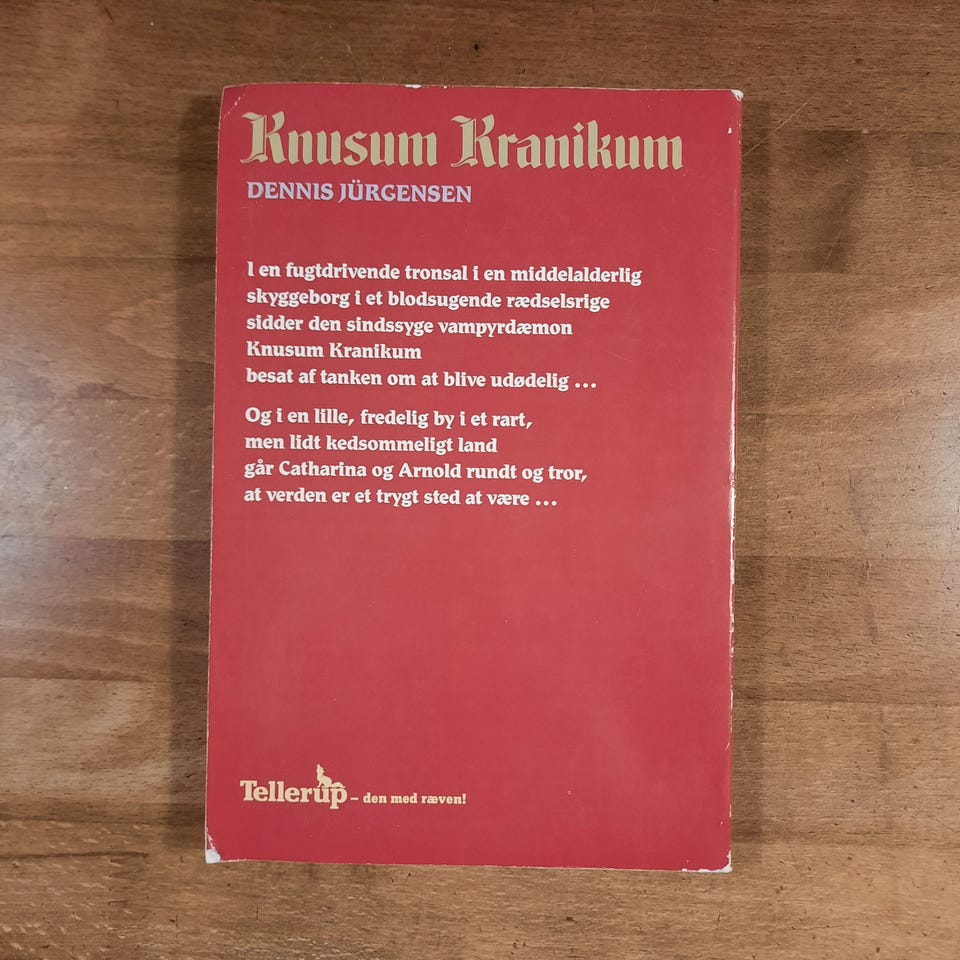 Knusum Kranikum
DENNIS JÜRGENSEN
I en fugtdrivende tronsal i en middelalderlig
skyggeborg i et blodsugende rædselsrige
sidder den sindssyge vampyrdæmon
Knusum Kranikum
besat af tanken om at blive udødelig ...
Og i en lille, fredelig by i et rart,
men lidt kedsommeligt land
går Catharina og Arnold rundt og tror,
at verden er et trygt sted at være ...
Tellerup – den med ræven!